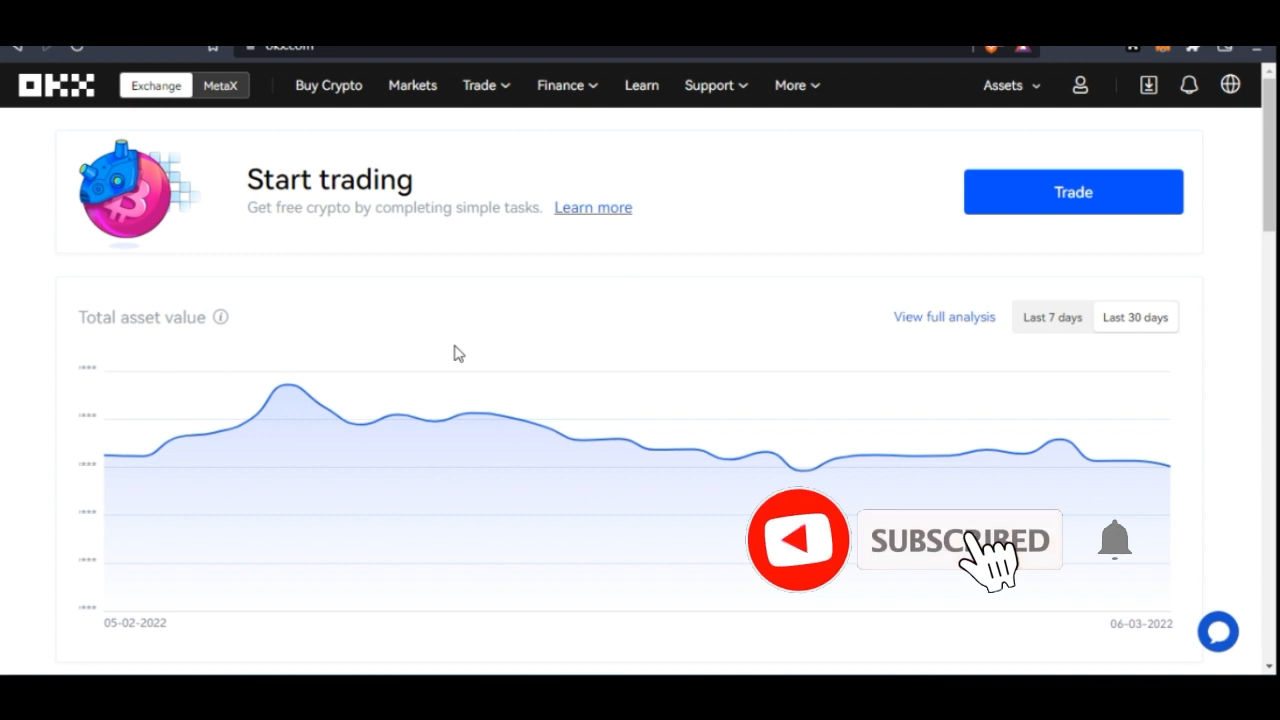 OKX
Exchange
MetaX
Buy Crypto
Markets
Trade
Finance
Learn
Support
More
Assets
Start trading
Get free crypto by completing simple tasks. Learn more
Trade
Total asset value
View full analysis
Last 7 days
Last 30 days
SUBSCRIBED
05-02-2022
06-03-2022